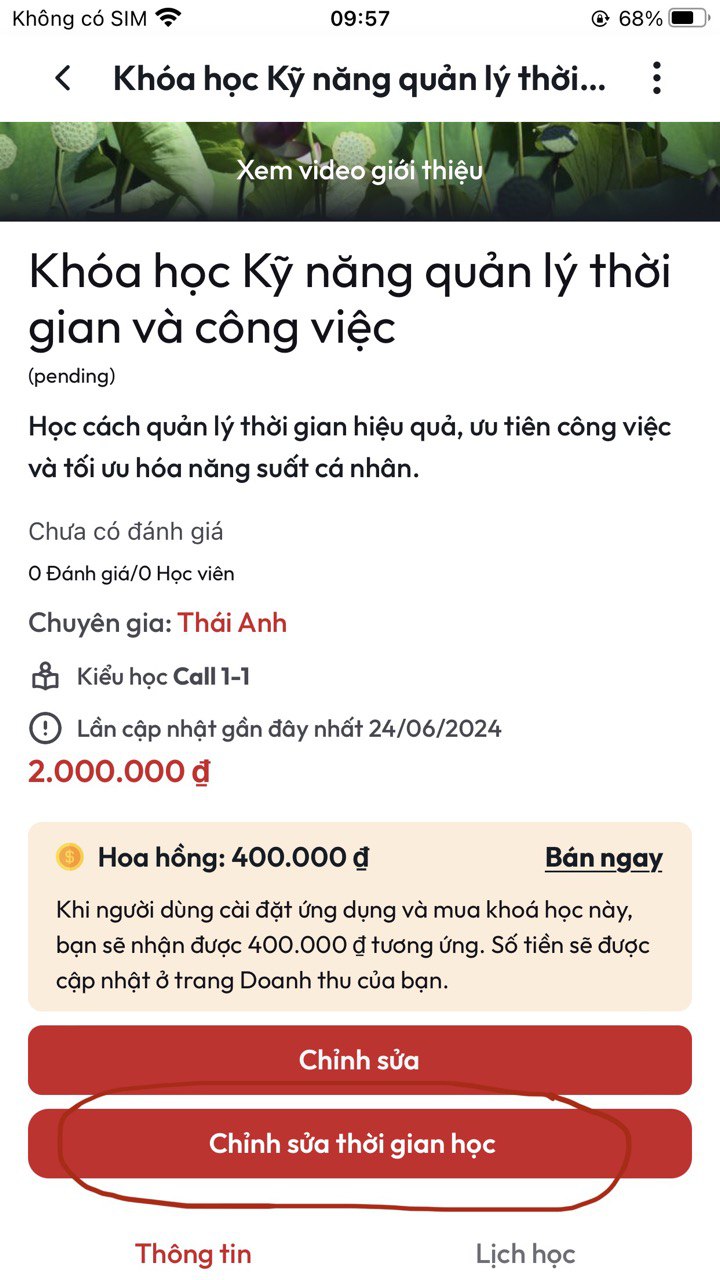 Không có SIM 09:57 68%
Khóa học Kỹ năng quản lý thời...
Xem video giới thiệu
Khóa học Kỹ năng quản lý thời
gian và công việc
(pending)
Học cách quản lý thời gian hiệu quả, ưu tiên công việc
và tối ưu hóa năng suất cá nhân.
Chưa có đánh giá
0 Đánh giá/0 Học viên
Chuyên gia: Thái Anh
Kiểu học Call 1-1
Lần cập nhật gần đây nhất 24/06/2024
2.000.000 ₫
Hoa hồng: 400.000 ₫ Bán ngay
Khi người dùng cài đặt ứng dụng và mua khoá học này,
bạn sẽ nhận được 400.000 ₫ tương ứng. Số tiền sẽ được
cập nhật ở trang Doanh thu của bạn.
Chỉnh sửa
Chỉnh sửa thời gian học
Thông tin Lịch học